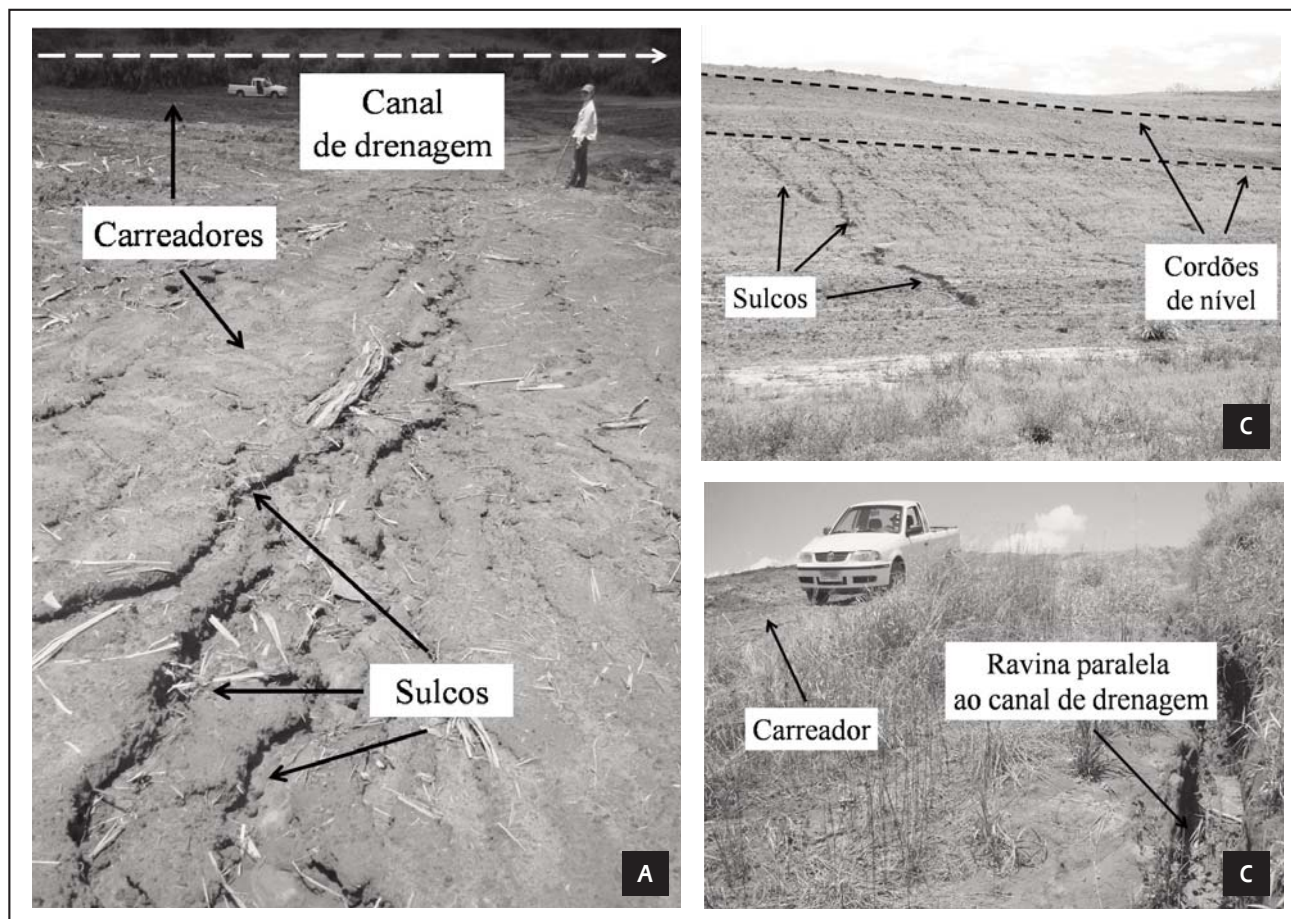 Canal
de drenagem
Carreadores
Sulcos
A
Sulcos
Cordões
de nível
C
Carreador
Ravina paralela
ao canal de drenagem
C